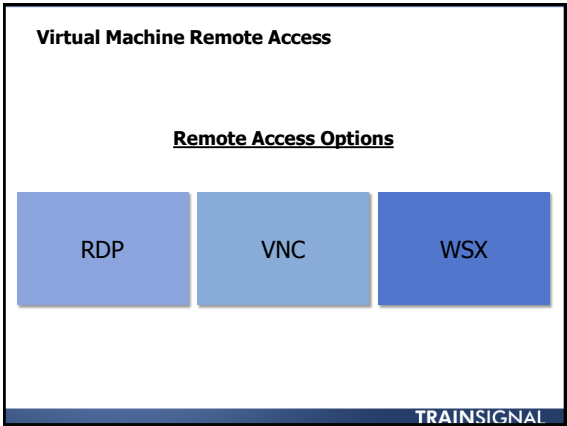 Virtual Machine Remote Access
Remote Access Options
RDP VNC WSX
TRAINSIGNAL